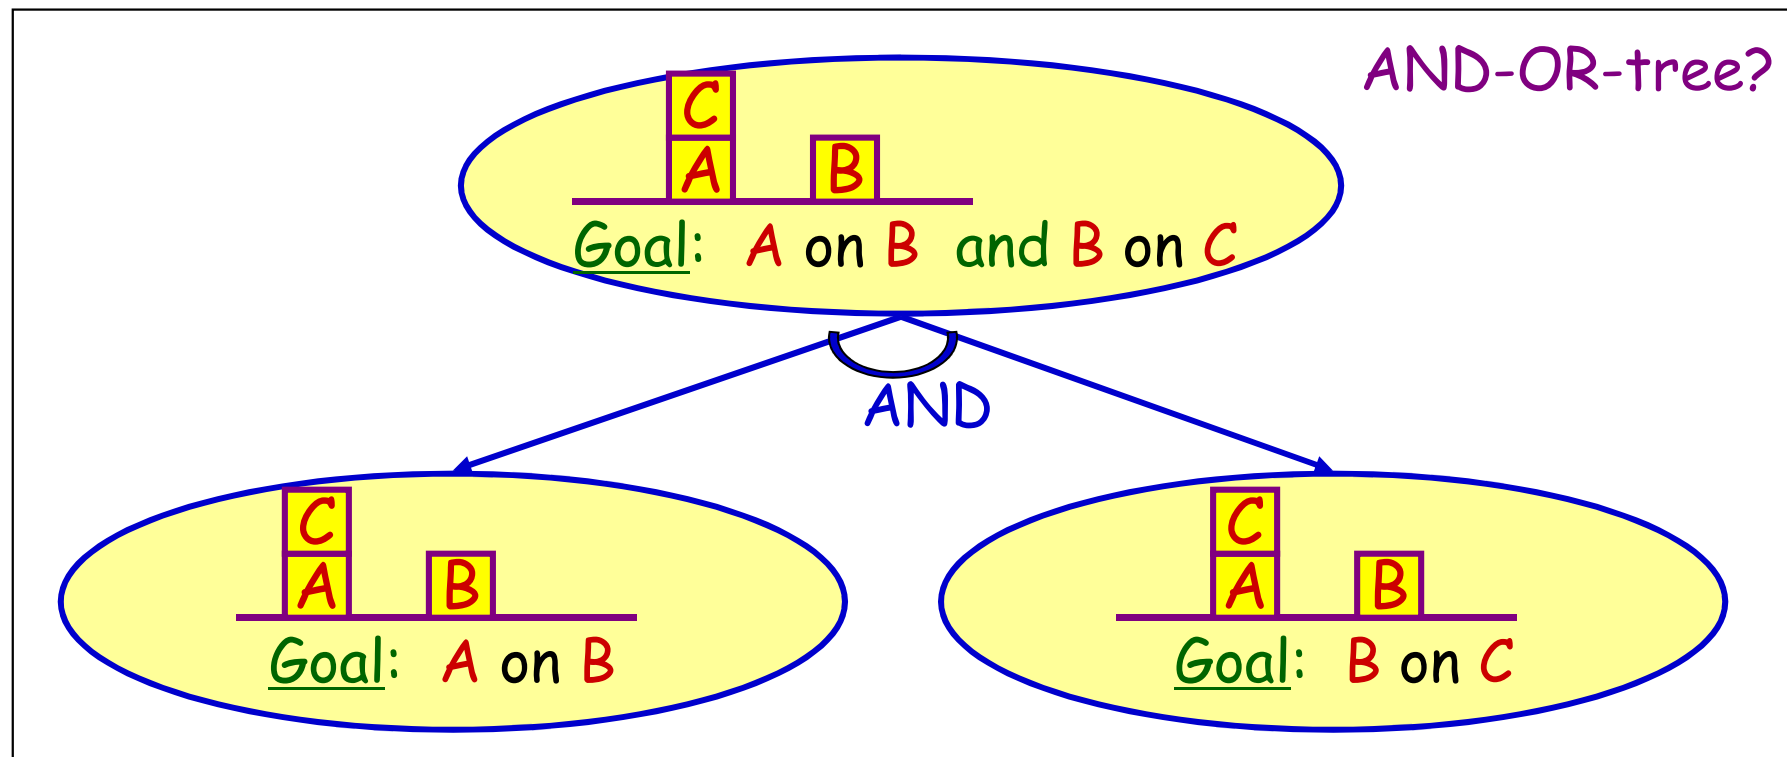 AND-OR-tree?
C
A B
Goal: A on B and B on C
AND
C
A B
Goal: A on B
C
A B
Goal: B on C